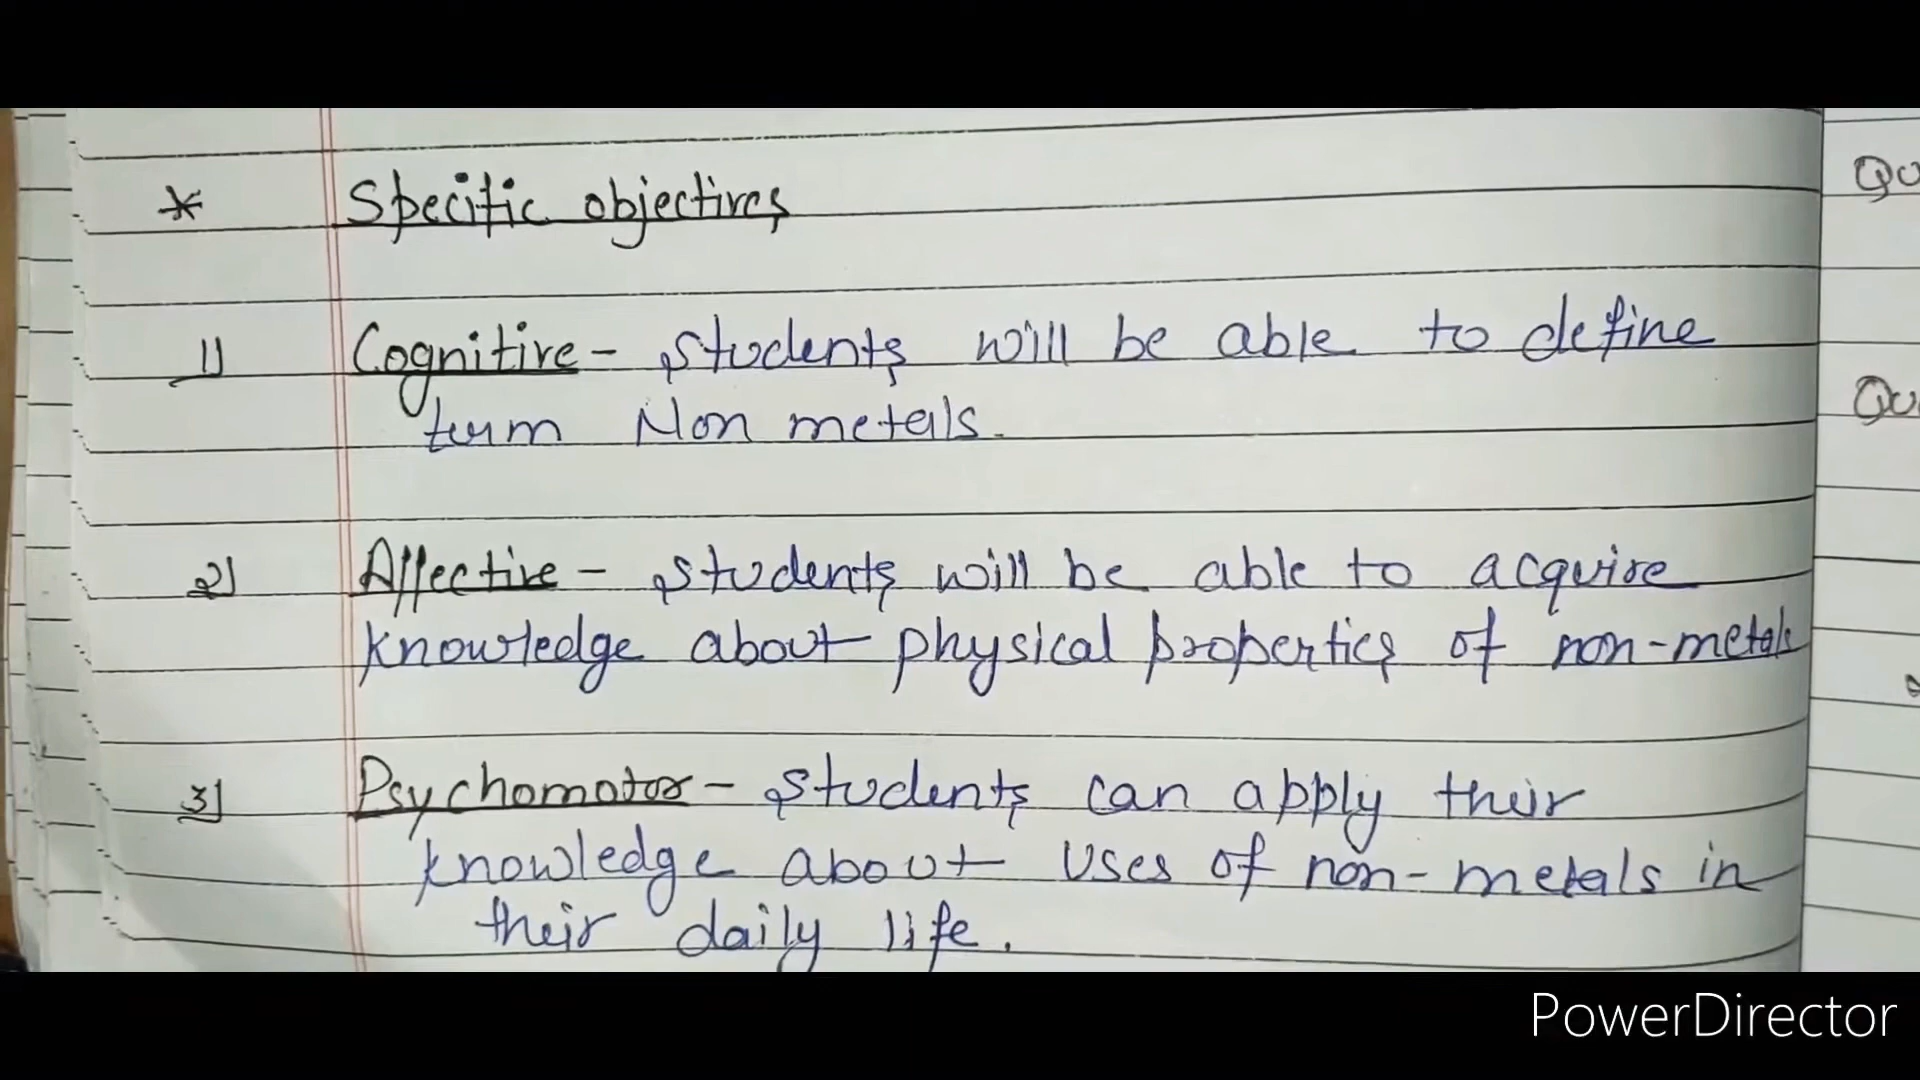 * Specific objectives
1) Cognitive - students will be able to define
term Non metals.
2) Affective - students will be able to acquire
knowledge about physical properties of non-metals
3) Psychomotor - students can apply their
knowledge about uses of non-metals in
their daily life.
PowerDirector